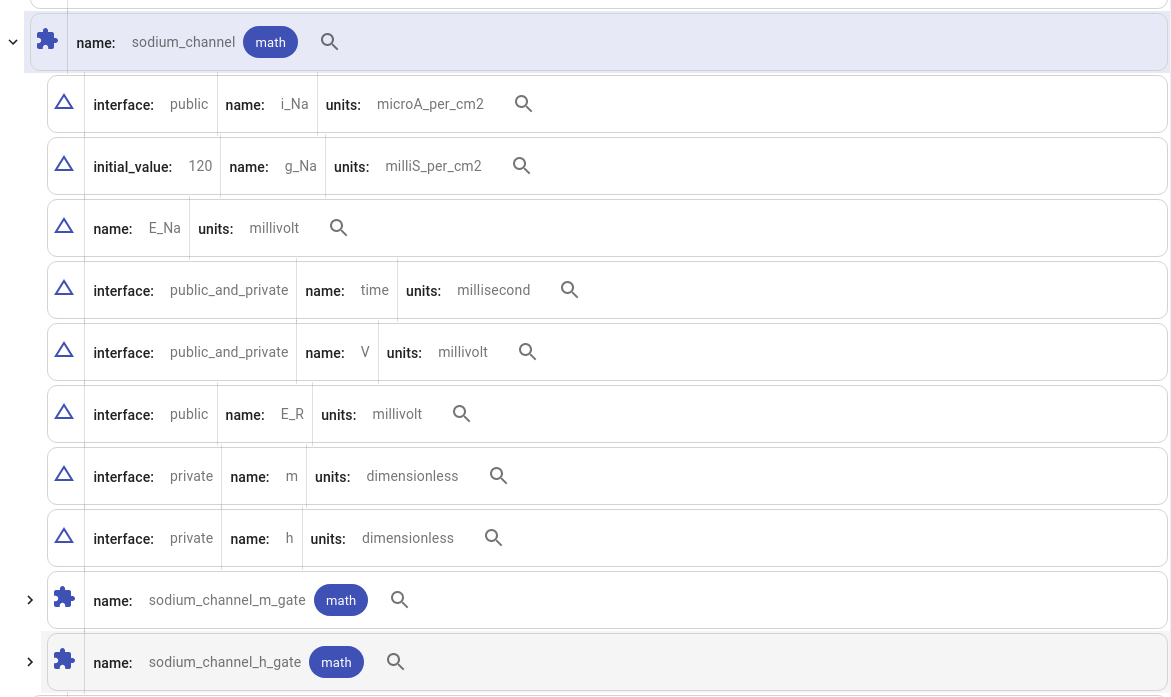 name: sodium_channel math
interface: public name: i_Na units: microA_per_cm2
initial_value: 120 name: g_Na units: milliS_per_cm2
name: E_Na units: millivolt
interface: public_and_private name: time units: millisecond
interface: public_and_private name: V units: millivolt
interface: public name: E_R units: millivolt
interface: private name: m units: dimensionless
interface: private name: h units: dimensionless
name: sodium_channel_m_gate math
name: sodium_channel_h_gate math